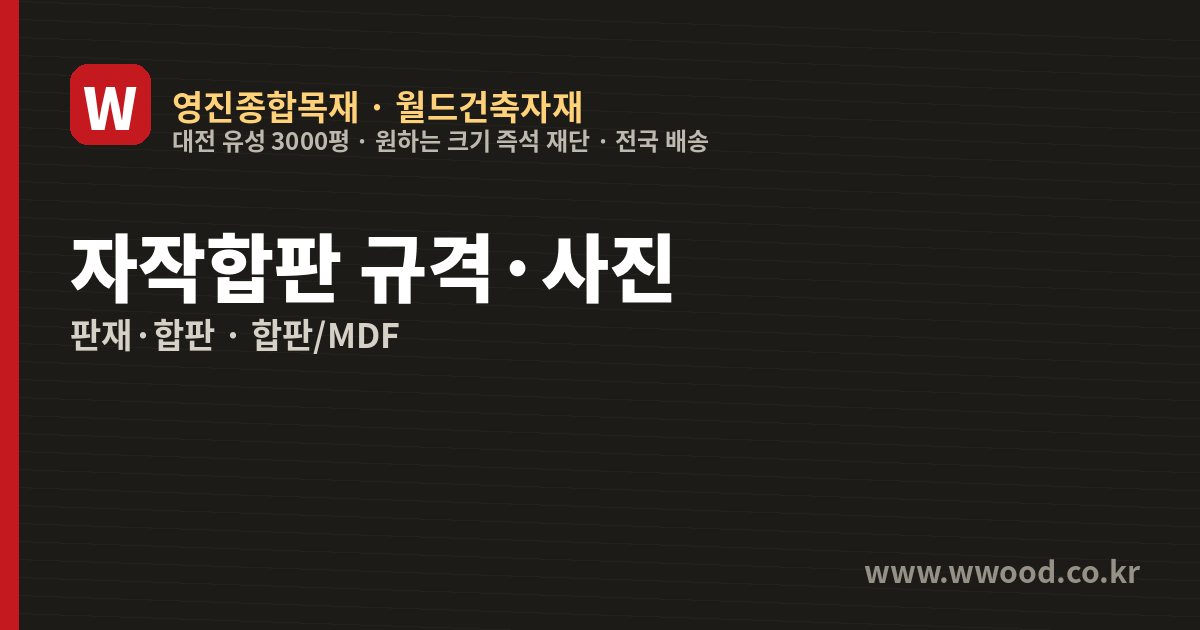 W
영진종합목재 · 월드건축자재
대전 유성 3000평 · 원하는 크기 즉석 재단 · 전국 배송
자작합판 규격·사진
판재·합판 · 합판/MDF
www.wwood.co.kr